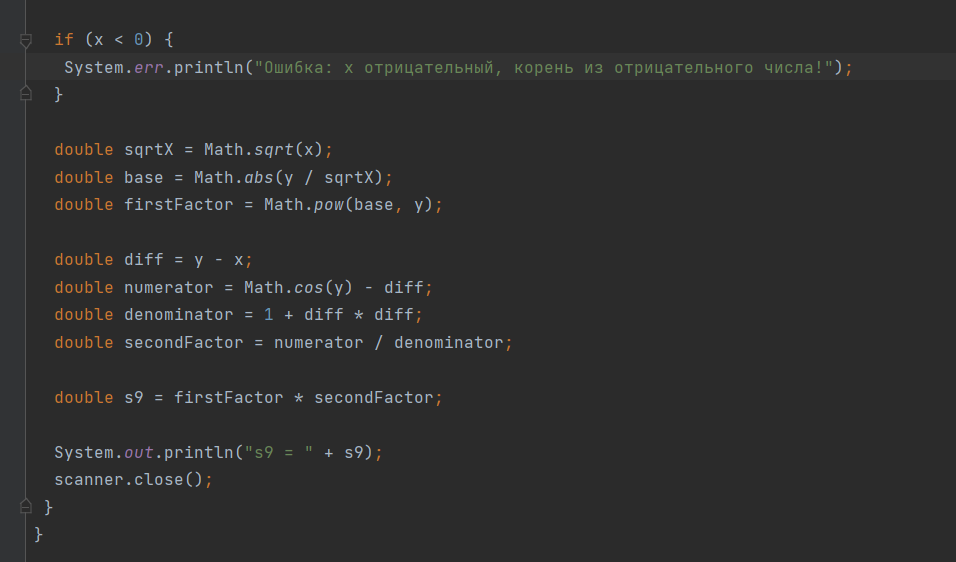 if (x < 0) {
System.err.println("Ошибка: x отрицательный, корень из отрицательного числа!");
}
double sqrtX = Math.sqrt(x);
double base = Math.abs(y / sqrtX);
double firstFactor = Math.pow(base, y);
double diff = y - x;
double numerator = Math.cos(y) - diff;
double denominator = 1 + diff * diff;
double secondFactor = numerator / denominator;
double s9 = firstFactor * secondFactor;
System.out.println("s9 = " + s9);
scanner.close();
}
}